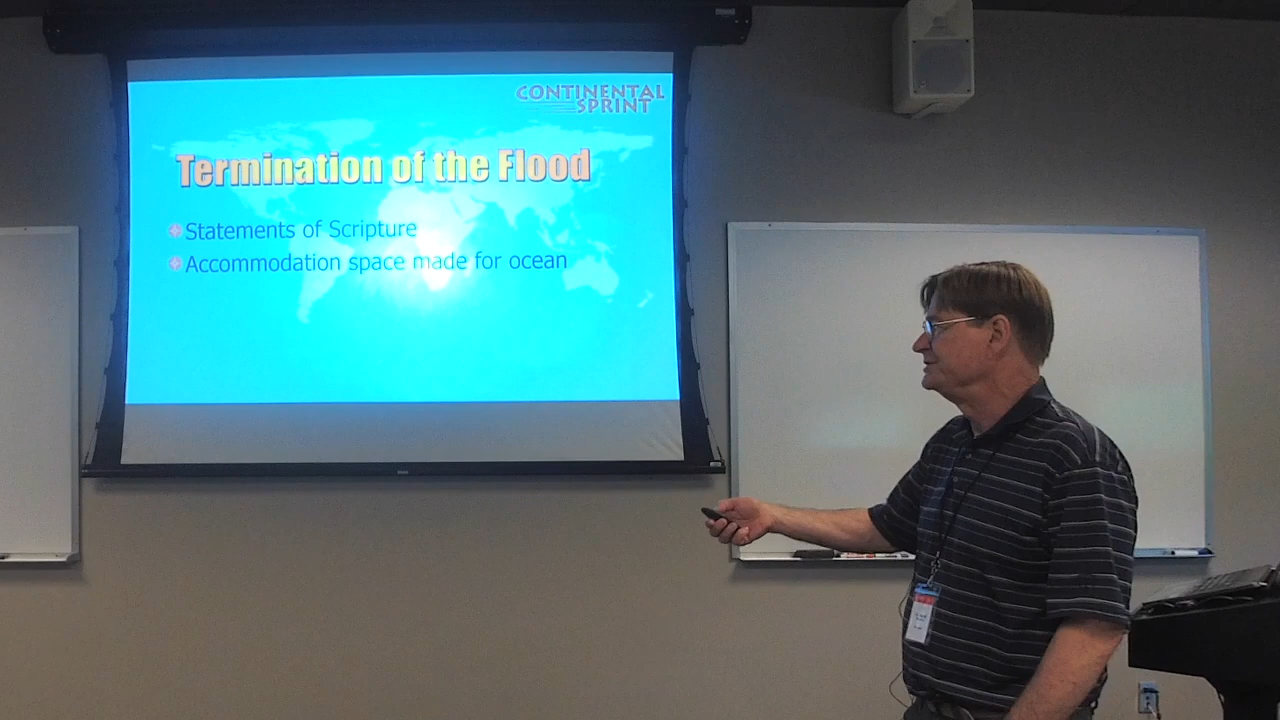 CONTINENTAL
SPRINT
Termination of the Flood
Statements of Scripture
Accommodation space made for ocean